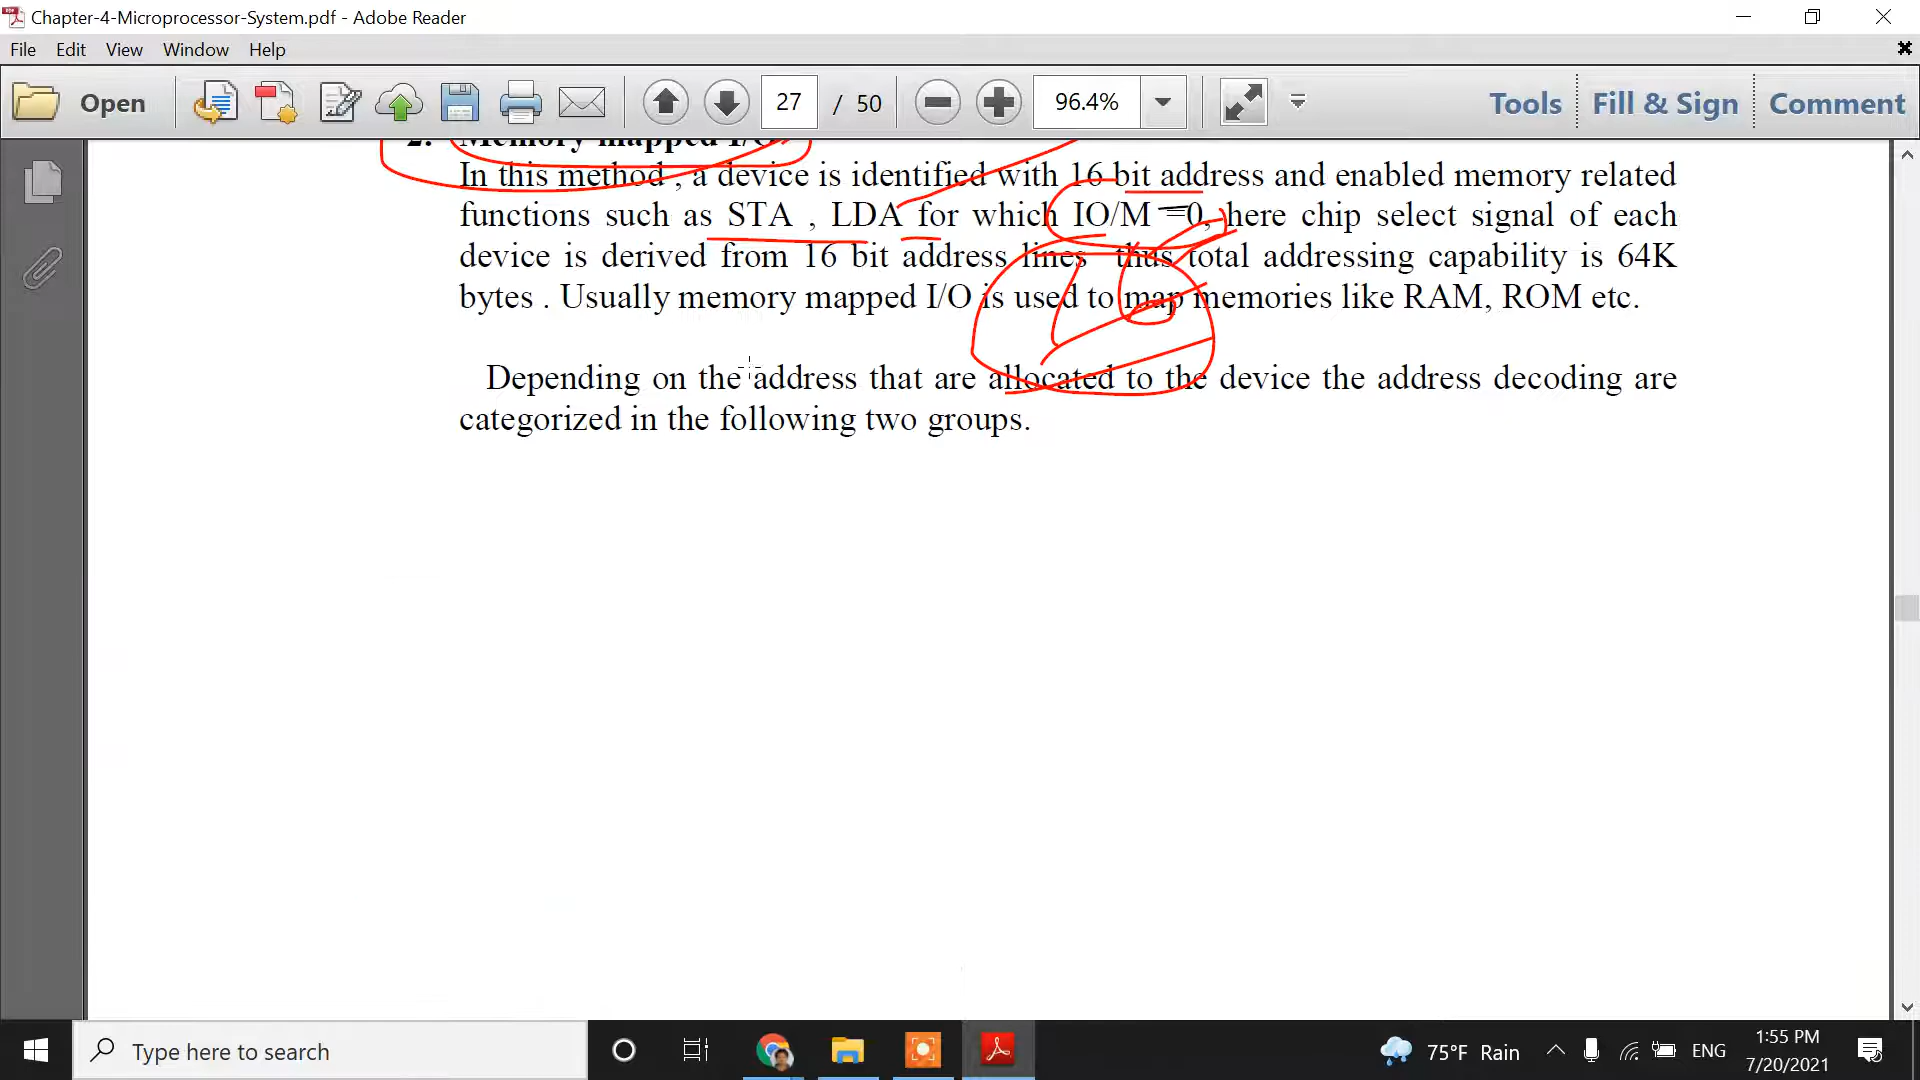 Chapter-4-Microprocessor-System.pdf - Adobe Reader
File Edit View Window Help
Open 27 / 50 96.4% Tools Fill & Sign Comment
2. Memory mapped I/O
In this method , a device is identified with 16 bit address and enabled memory related
functions such as STA , LDA for which IO/M =0, here chip select signal of each
device is derived from 16 bit address lines thus total addressing capability is 64K
bytes . Usually memory mapped I/O is used to map memories like RAM, ROM etc.
16
Depending on the address that are allocated to the device the address decoding are
categorized in the following two groups.
Type here to search
75°F Rain ENG 1:55 PM
7/20/2021